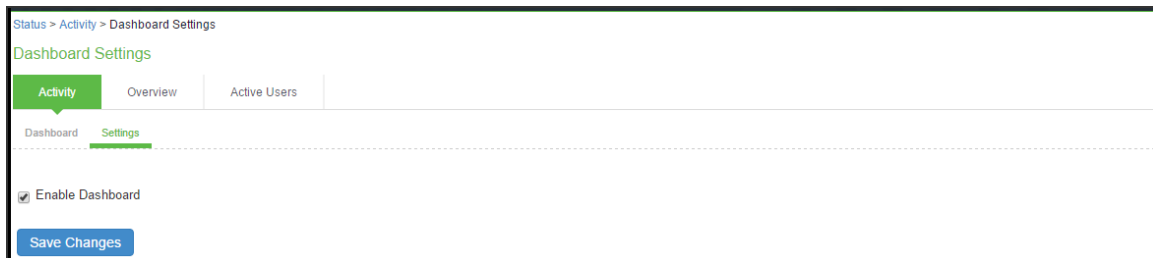 Status > Activity > Dashboard Settings
Dashboard Settings
Activity Overview Active Users
Dashboard Settings
Enable Dashboard
Save Changes